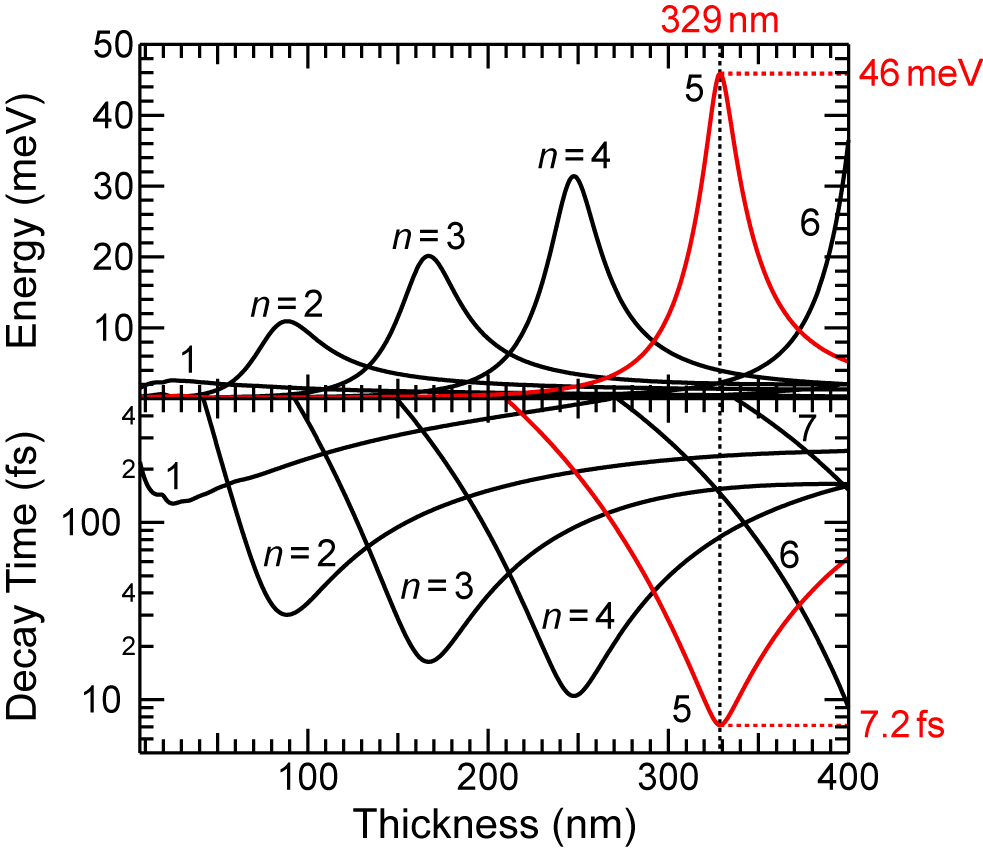 329 nm
50
46 meV
40
30
20
10
Energy (meV)
5
n = 4
6
n = 3
n = 2
1
4
2
100
4
2
10
Decay Time (fs)
7
1
n = 2
n = 3
n = 4
6
5
7.2 fs
100
200
300
400
Thickness (nm)